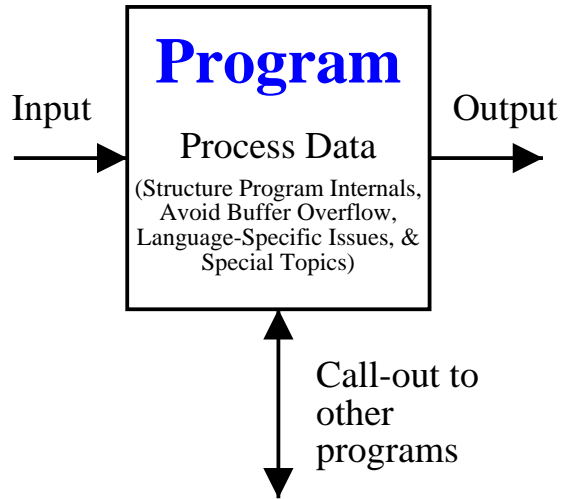 Program
Input
Output
Process Data
(Structure Program Internals,
Avoid Buffer Overflow,
Language-Specific Issues, &
Special Topics)
Call-out to
other
programs